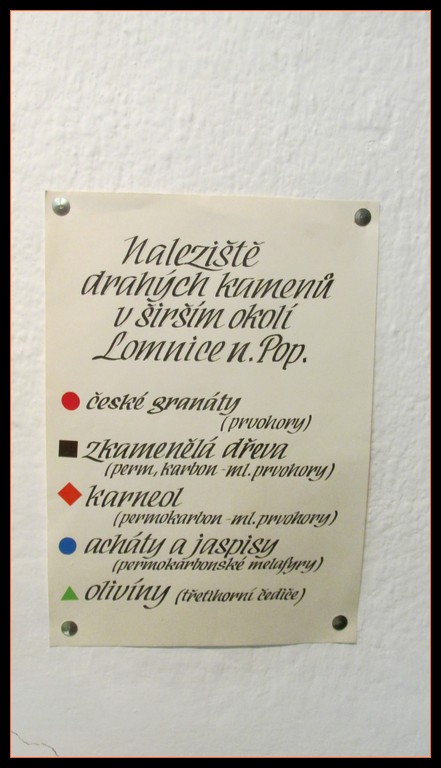 Naleziště
drahých kamenů
v širším okolí
Lomnice n. Pop.
české granáty
(prvohory)
zkamenělá dřeva
(perm, karbon - ml. prvohory)
karneol
(permokarbon - ml. prvohory)
acháty a jaspisy
(permokarbonské melafyry)
olivíny (třetihorní čediče)